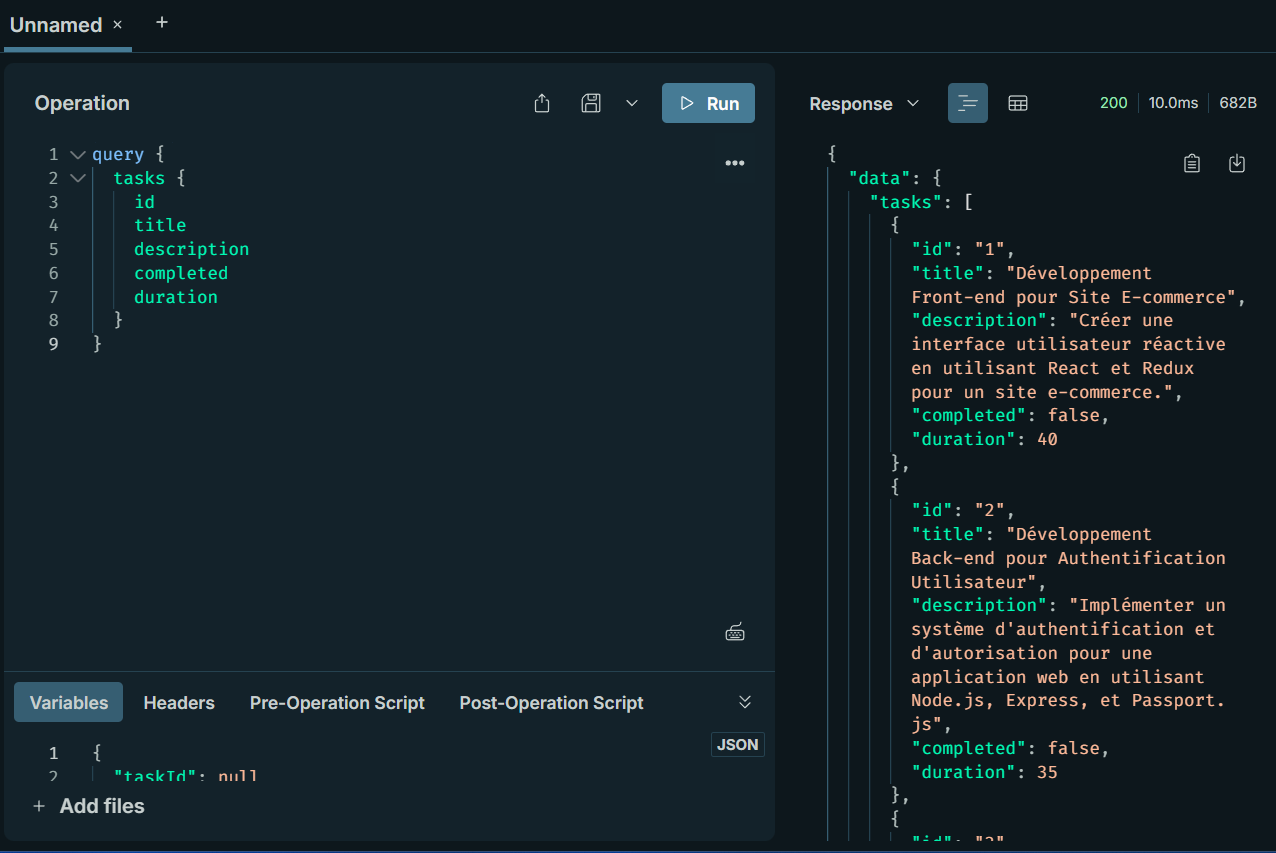 Unnamed × +
Operation
Run
1 query {
2 tasks {
3 id
4 title
5 description
6 completed
7 duration
8 }
9 }
Variables Headers Pre-Operation Script Post-Operation Script
JSON
1 {
2 "taskId": null
+ Add files
Response 200 10.0ms 682B
{
"data": {
"tasks": [
{
"id": "1",
"title": "Développement
Front-end pour Site E-commerce",
"description": "Créer une
interface utilisateur réactive
en utilisant React et Redux
pour un site e-commerce.",
"completed": false,
"duration": 40
},
{
"id": "2",
"title": "Développement
Back-end pour Authentification
Utilisateur",
"description": "Implémenter un
système d'authentification et
d'autorisation pour une
application web en utilisant
Node.js, Express, et Passport.
js",
"completed": false,
"duration": 35
},
{
"id":